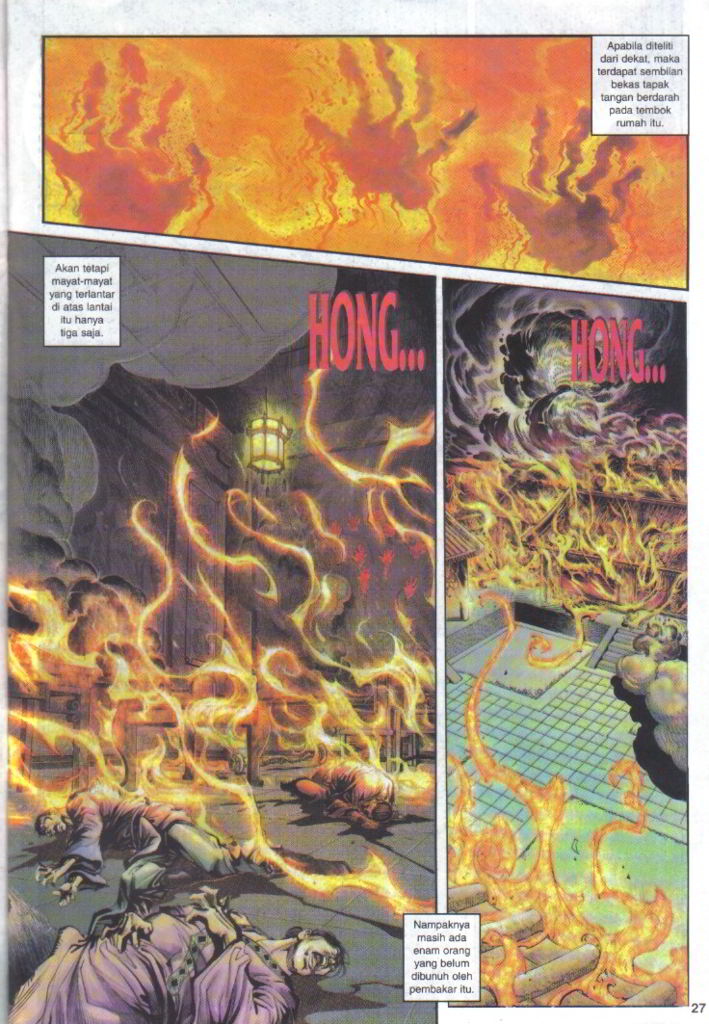 Apabila diteliti
dari dekat, maka
terdapat sembilan
bekas tapak
tangan berdarah
pada tembok
rumah itu.
Akan tetapi
mayat-mayat
yang terlantar
di atas lantai
itu hanya
tiga saja.
HONG...
HONG...
Nampaknya
masih ada
enam orang
yang belum
dibunuh oleh
pembakar itu.
27